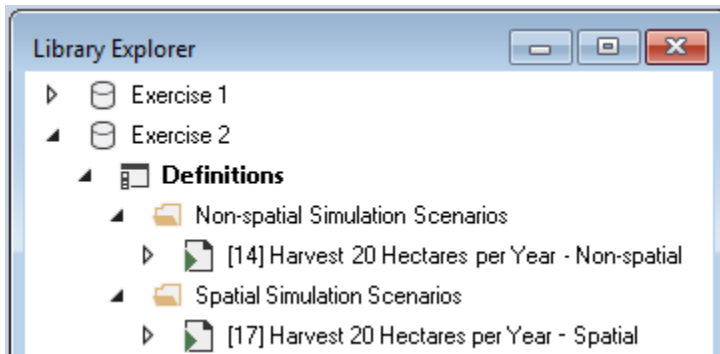 Library Explorer
Exercise 1
Exercise 2
Definitions
Non-spatial Simulation Scenarios
[14] Harvest 20 Hectares per Year - Non-spatial
Spatial Simulation Scenarios
[17] Harvest 20 Hectares per Year - Spatial